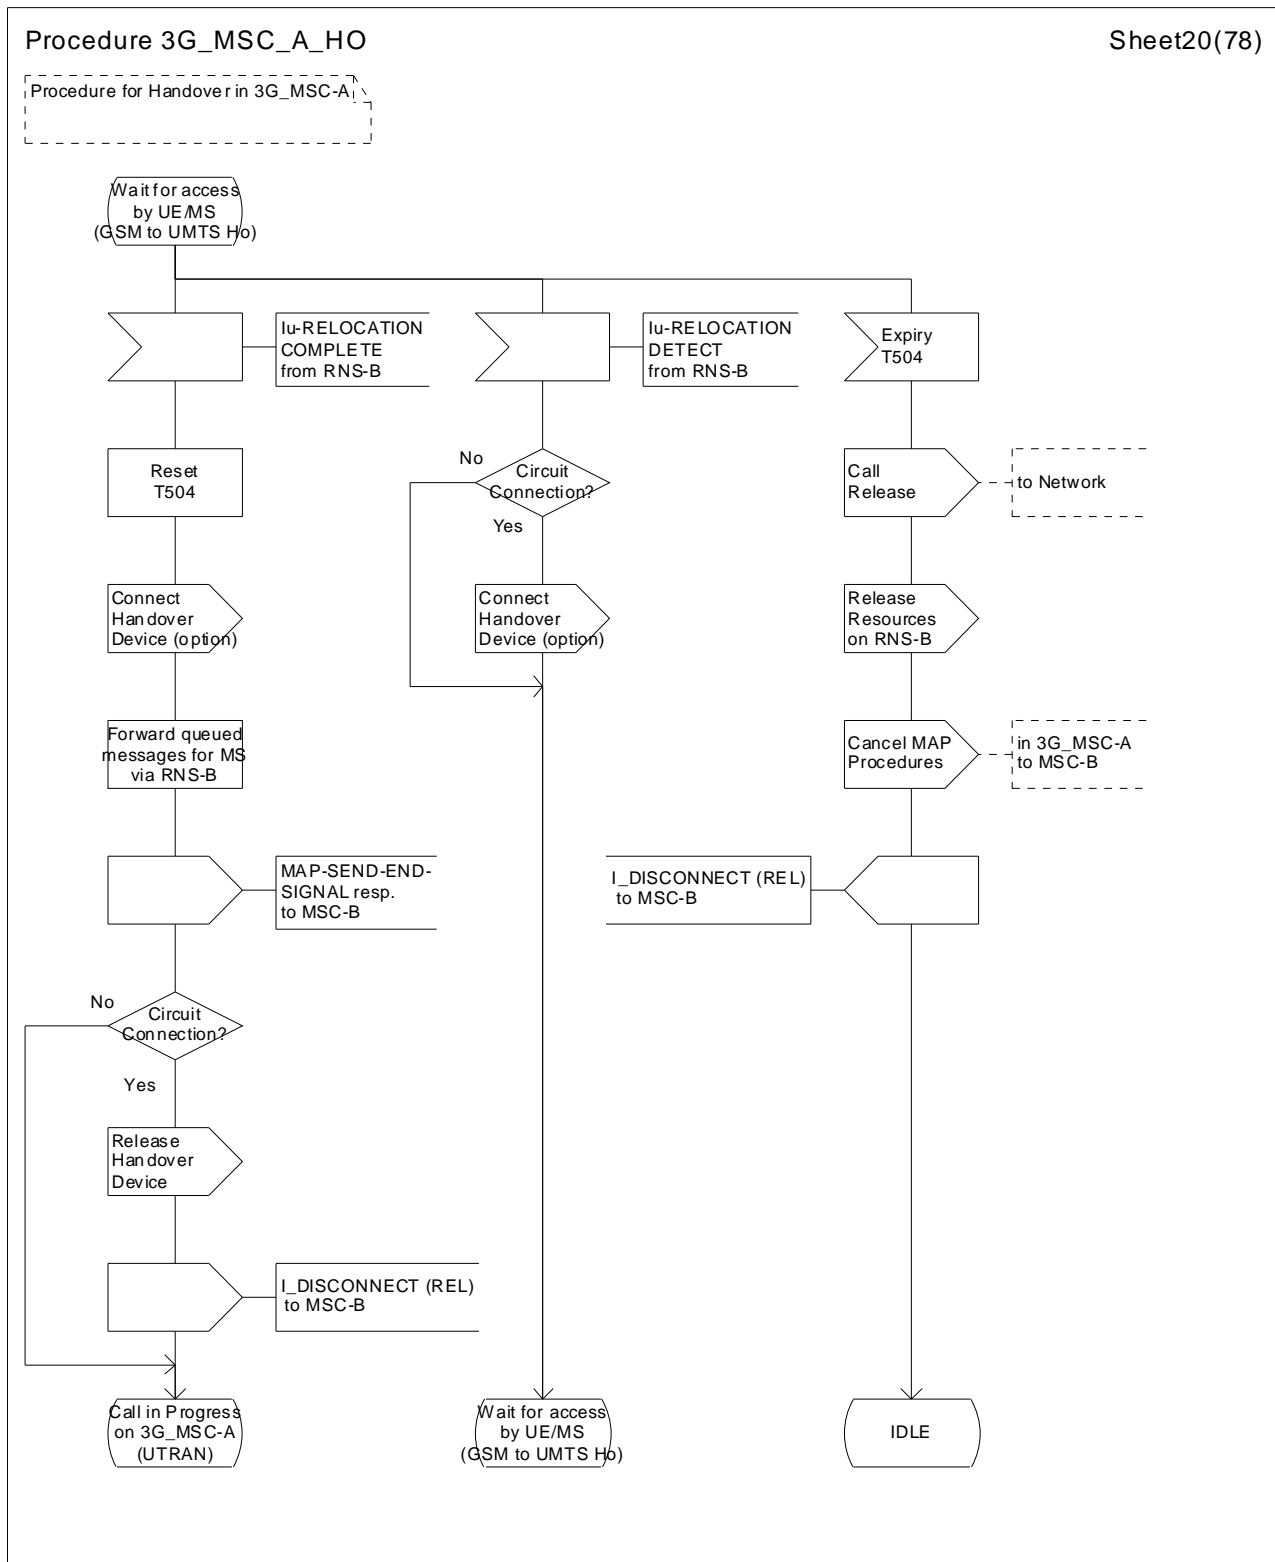 Procedure 3G_MSC_A_HO
Sheet20(78)
Procedure for Handover in 3G_MSC-A
Wait for access
by UE/MS
(GSM to UMTS Ho)
Iu-RELOCATION
COMPLETE
from RNS-B
Iu-RELOCATION
DETECT
from RNS-B
Expiry
T504
Reset
T504
No
Circuit
Connection?
Yes
Call
Release
to Network
Connect
Handover
Device (option)
Connect
Handover
Device (option)
Release
Resources
on RNS-B
Forward queued
messages for MS
via RNS-B
Cancel MAP
Procedures
in 3G_MSC-A
to MSC-B
MAP-SEND-END-
SIGNAL resp.
to MSC-B
I_DISCONNECT (REL)
to MSC-B
No
Circuit
Connection?
Yes
Release
Handover
Device
I_DISCONNECT (REL)
to MSC-B
Call in Progress
on 3G_MSC-A
(UTRAN)
Wait for access
by UE/MS
(GSM to UMTS Ho)
IDLE